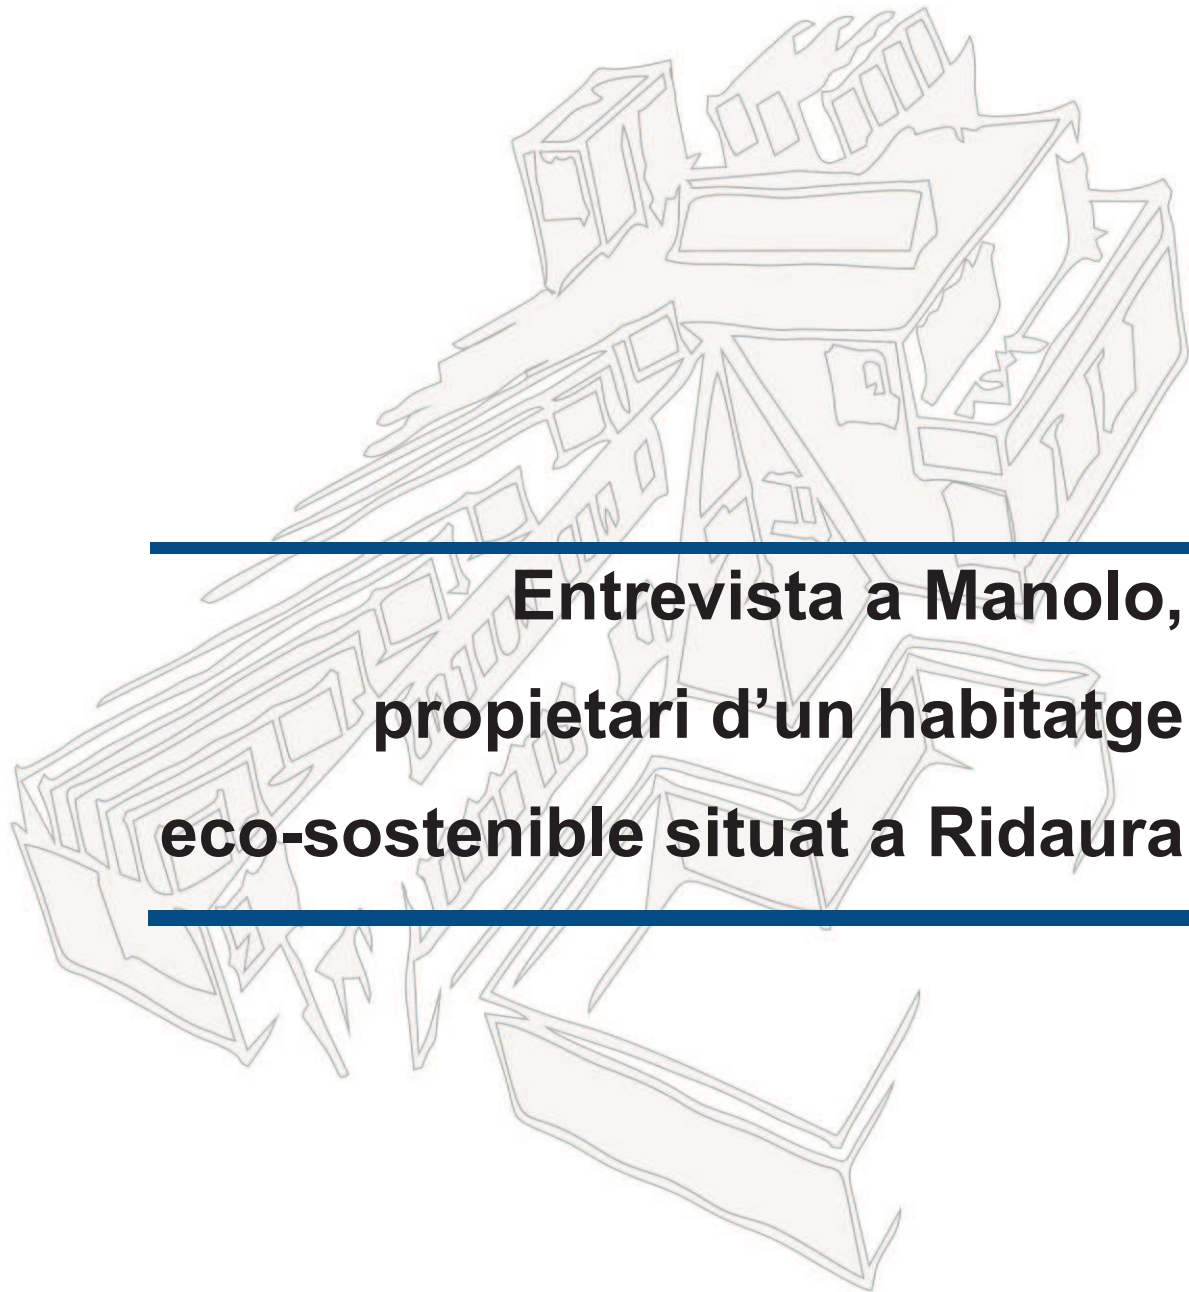 Entrevista a Manolo,
propietari d’un habitatge
eco-sostenible situat a Ridaura